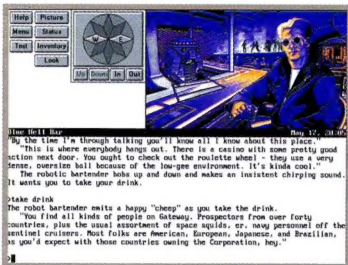 Help Picture
Menu Status
Text Inventory
Look
N
W E
S
Up Down In Out
Blue Hell Bar May 17, 20:05
"By the time I'm through talking you'll know all I know about this place."
"This is where everybody hangs out. There is a casino with some pretty good
action next door. You ought to check out the roulette wheel - they use a very
dense, oversize ball because of the low-gee environment. It's kinda cool."
The robotic bartender bobs up and down and makes an insistent chirping sound.
It wants you to take your drink.
>take drink
The robot bartender emits a happy "cheep" as you take the drink.
"You find all kinds of people on Gateway. Prospectors from over forty
countries, plus the usual assortment of space squids, er, navy personnel off the
sentinel cruisers. Most folks are American, European, Japanese, and Brazilian,
as you'd expect with those countries owning the Corporation, hey."
>